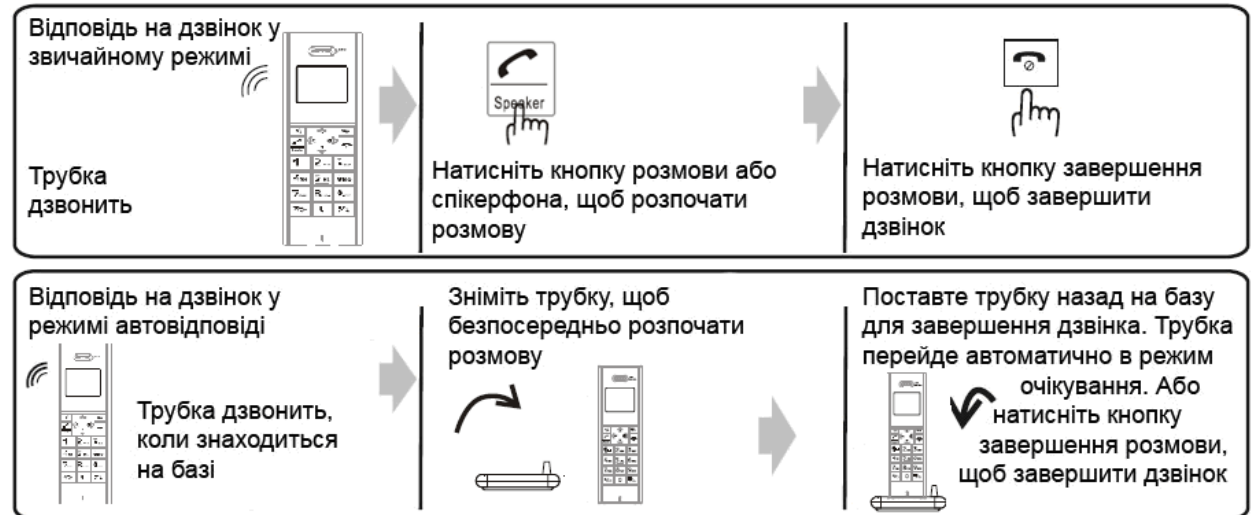 Відповідь на дзвінок у
звичайному режимі
Трубка
дзвонить
Speaker
Натисніть кнопку розмови або
спікерфона, щоб розпочати
розмову
Натисніть кнопку завершення
розмови, щоб завершити
дзвінок
Відповідь на дзвінок у
режимі автовідповіді
Трубка дзвонить,
коли знаходиться
на базі
Зніміть трубку, щоб
безпосередньо розпочати
розмову
Поставте трубку назад на базу
для завершення дзвінка. Трубка
перейде автоматично в режим
очікування. Або
натисніть кнопку
завершення розмови,
щоб завершити дзвінок